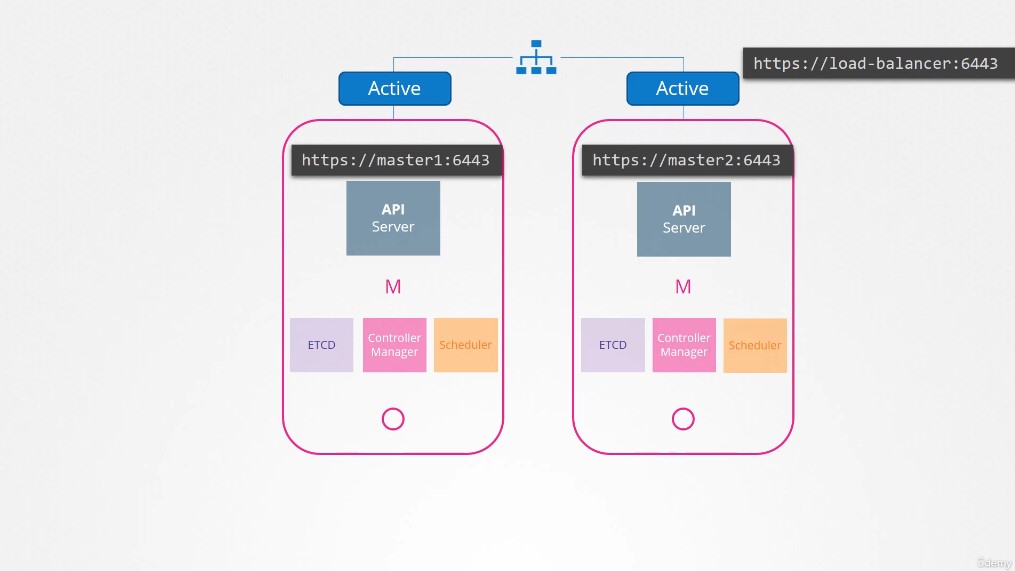 https://load-balancer:6443
Active
Active
https://master1:6443
https://master2:6443
API
Server
API
Server
M
M
ETCD
Controller
Manager
Scheduler
ETCD
Controller
Manager
Scheduler
ûdemy